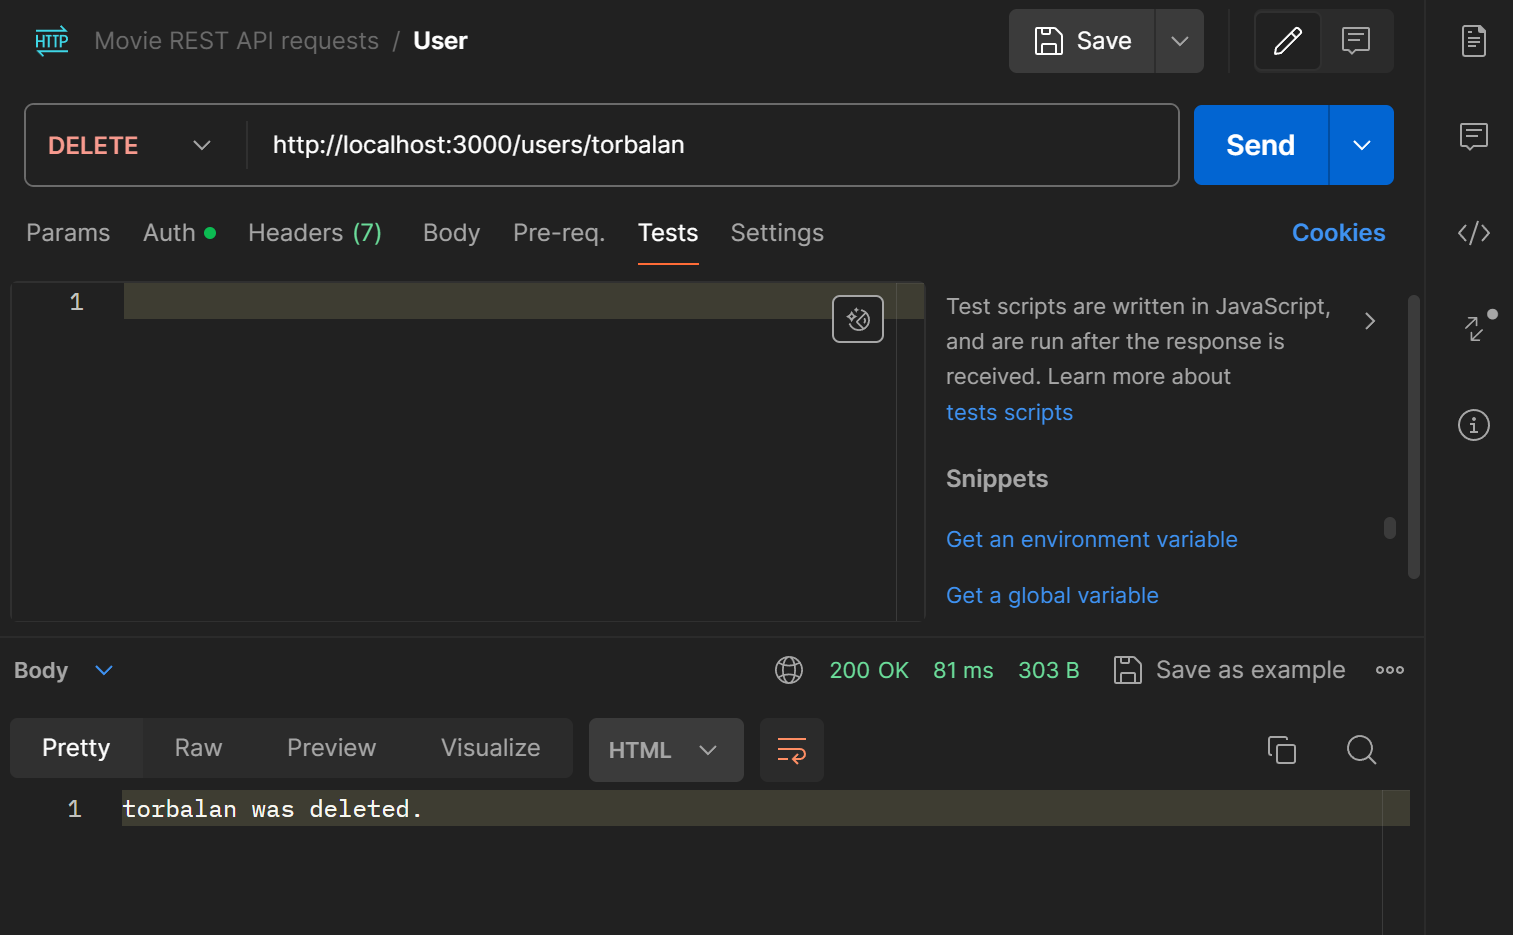 HTTP Movie REST API requests / User Save
DELETE http://localhost:3000/users/torbalan Send
Params Auth Headers (7) Body Pre-req. Tests Settings Cookies
1
Test scripts are written in JavaScript,
and are run after the response is
received. Learn more about
tests scripts
Snippets
Get an environment variable
Get a global variable
Body 200 OK 81 ms 303 B Save as example
Pretty Raw Preview Visualize HTML
1 torbalan was deleted.